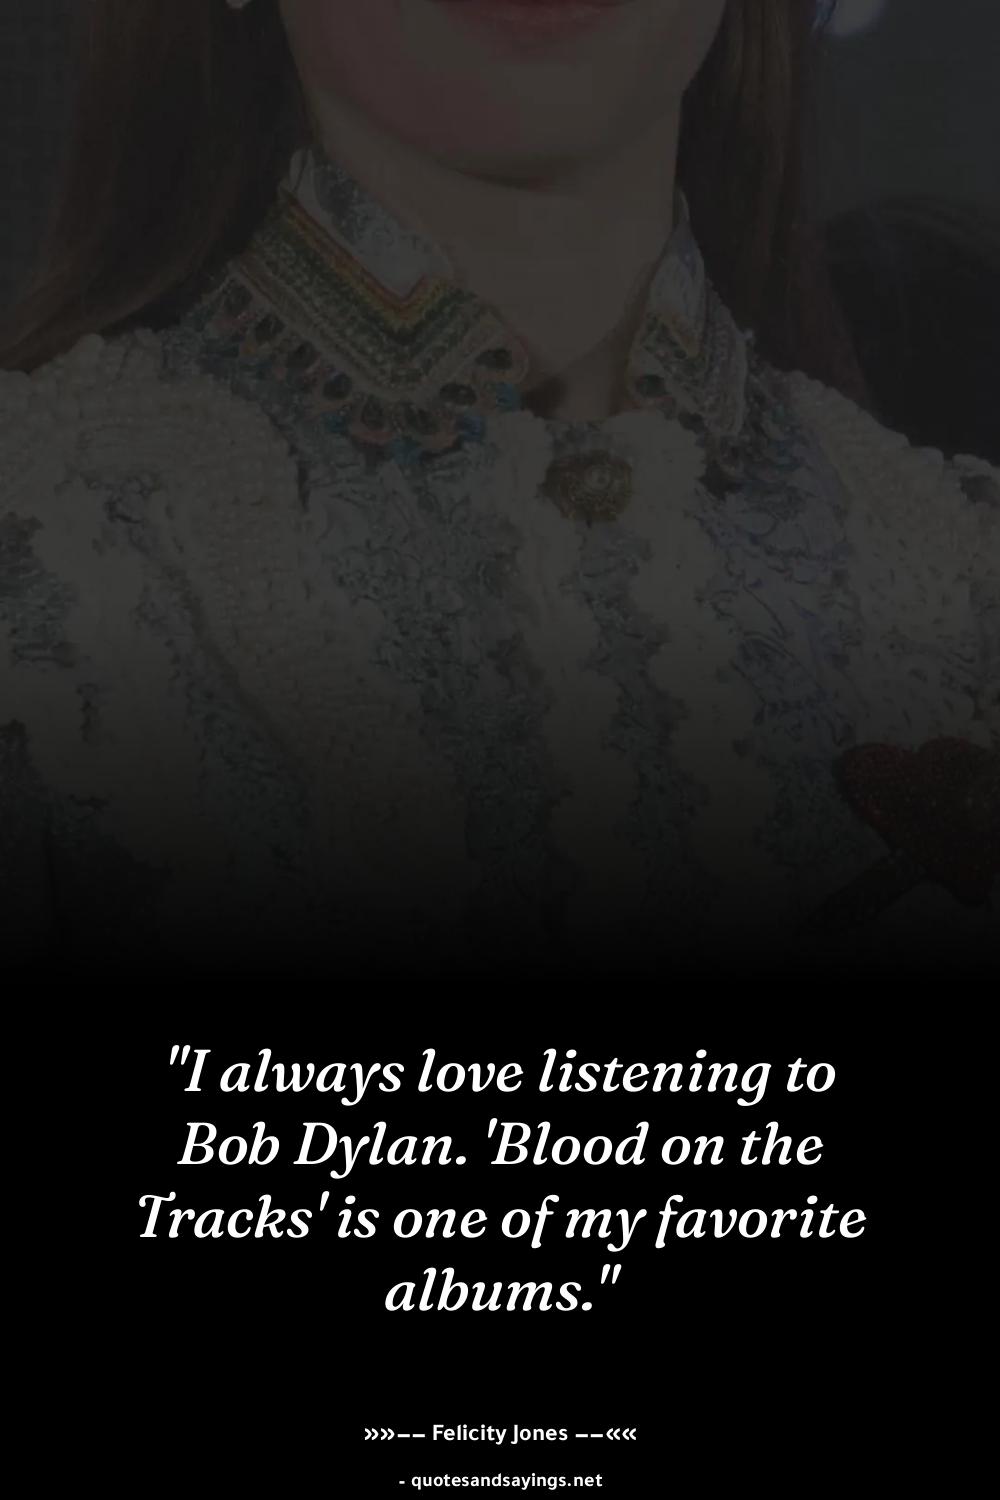 "I always love listening to
Bob Dylan. 'Blood on the
Tracks' is one of my favorite
albums."
»»−− Felicity Jones −−««
- quotesandsayings.net